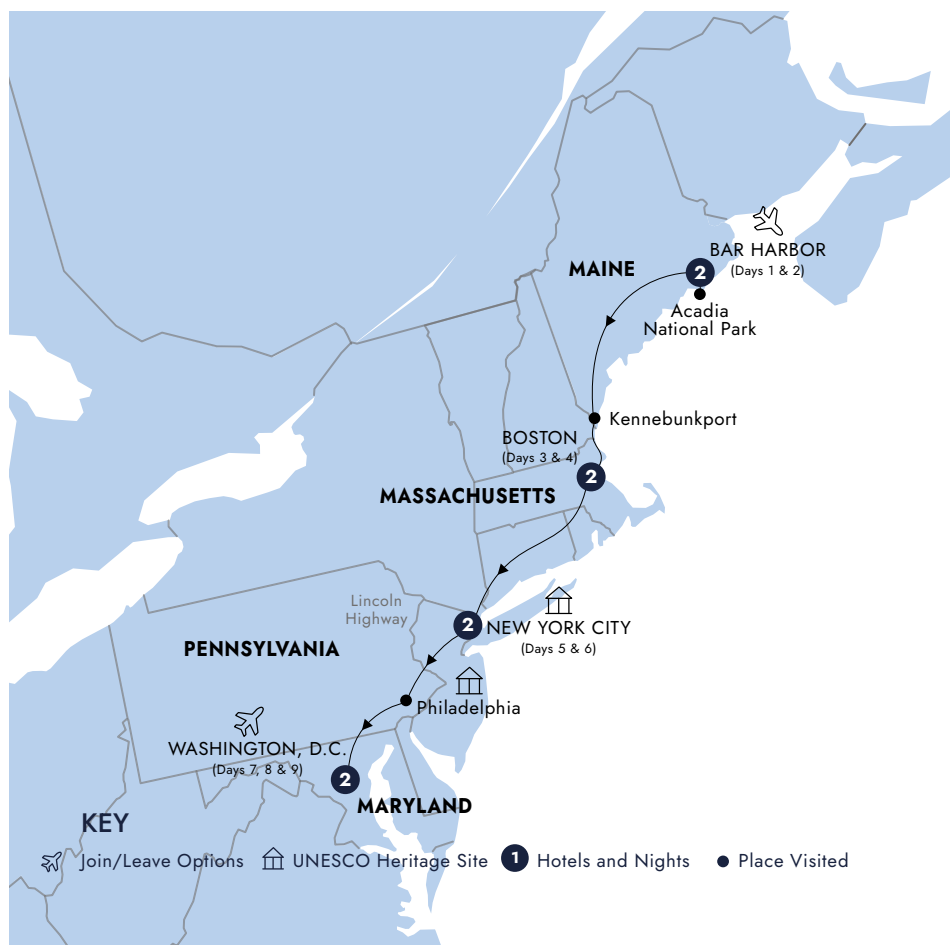 BAR HARBOR
(Days 1 & 2)
MAINE
2
Acadia
National Park
Kennebunkport
BOSTON
(Days 3 & 4)
2
MASSACHUSETTS
Lincoln
Highway
2
NEW YORK CITY
(Days 5 & 6)
PENNSYLVANIA
Philadelphia
WASHINGTON, D.C.
(Days 7, 8 & 9)
2
MARYLAND
KEY
Join/Leave Options
UNESCO Heritage Site
1 Hotels and Nights
Place Visited